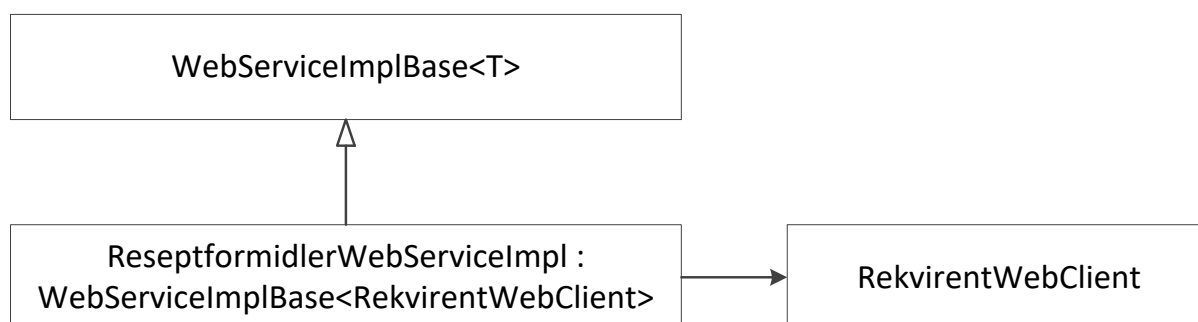 WebServiceImplBase<T>
ReseptformidlerWebServiceImpl :
WebServiceImplBase<RekvirentWebClient>
RekvirentWebClient